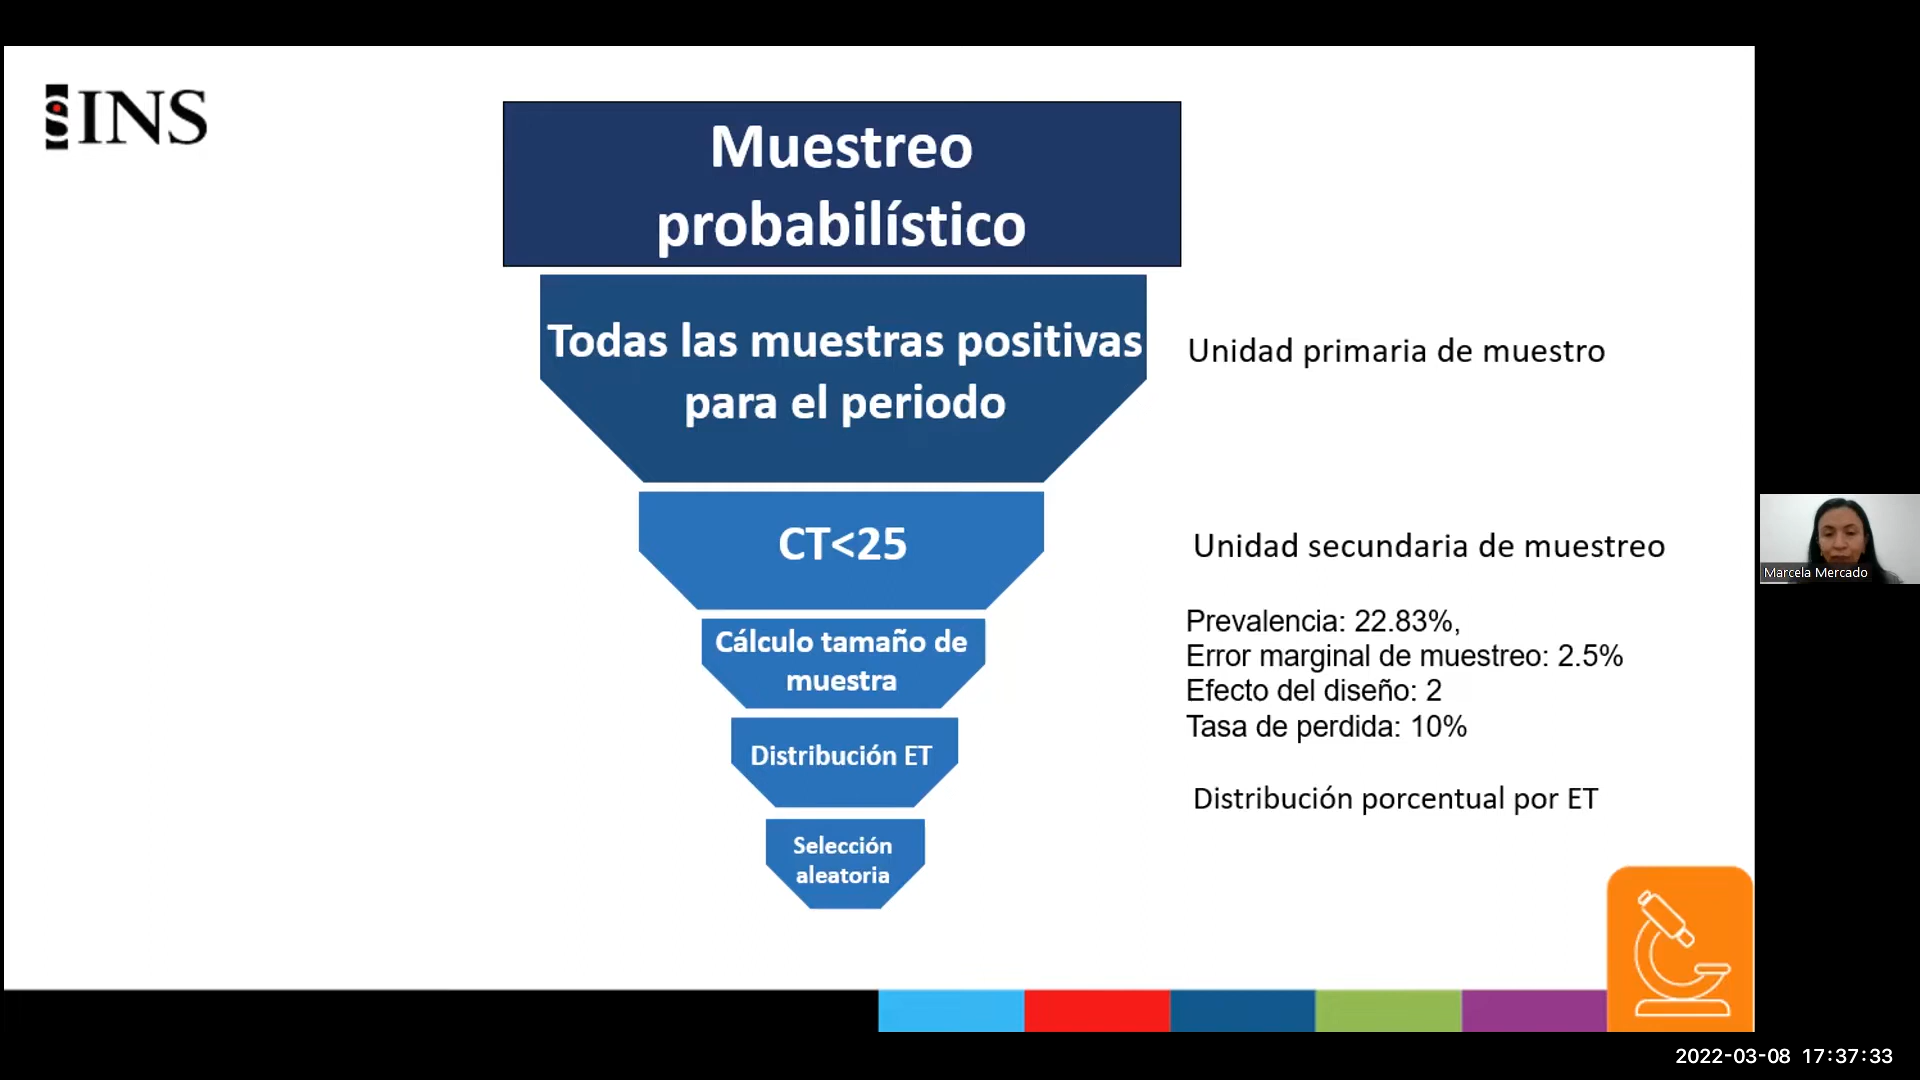 INS
Muestreo
probabilístico
Todas las muestras positivas
para el periodo
Unidad primaria de muestro
CT<25
Unidad secundaria de muestreo
Cálculo tamaño de
muestra
Prevalencia: 22.83%,
Error marginal de muestreo: 2.5%
Efecto del diseño: 2
Tasa de perdida: 10%
Distribución ET
Distribución porcentual por ET
Selección
aleatoria
Marcela Mercado
2022-03-08 17:37:33